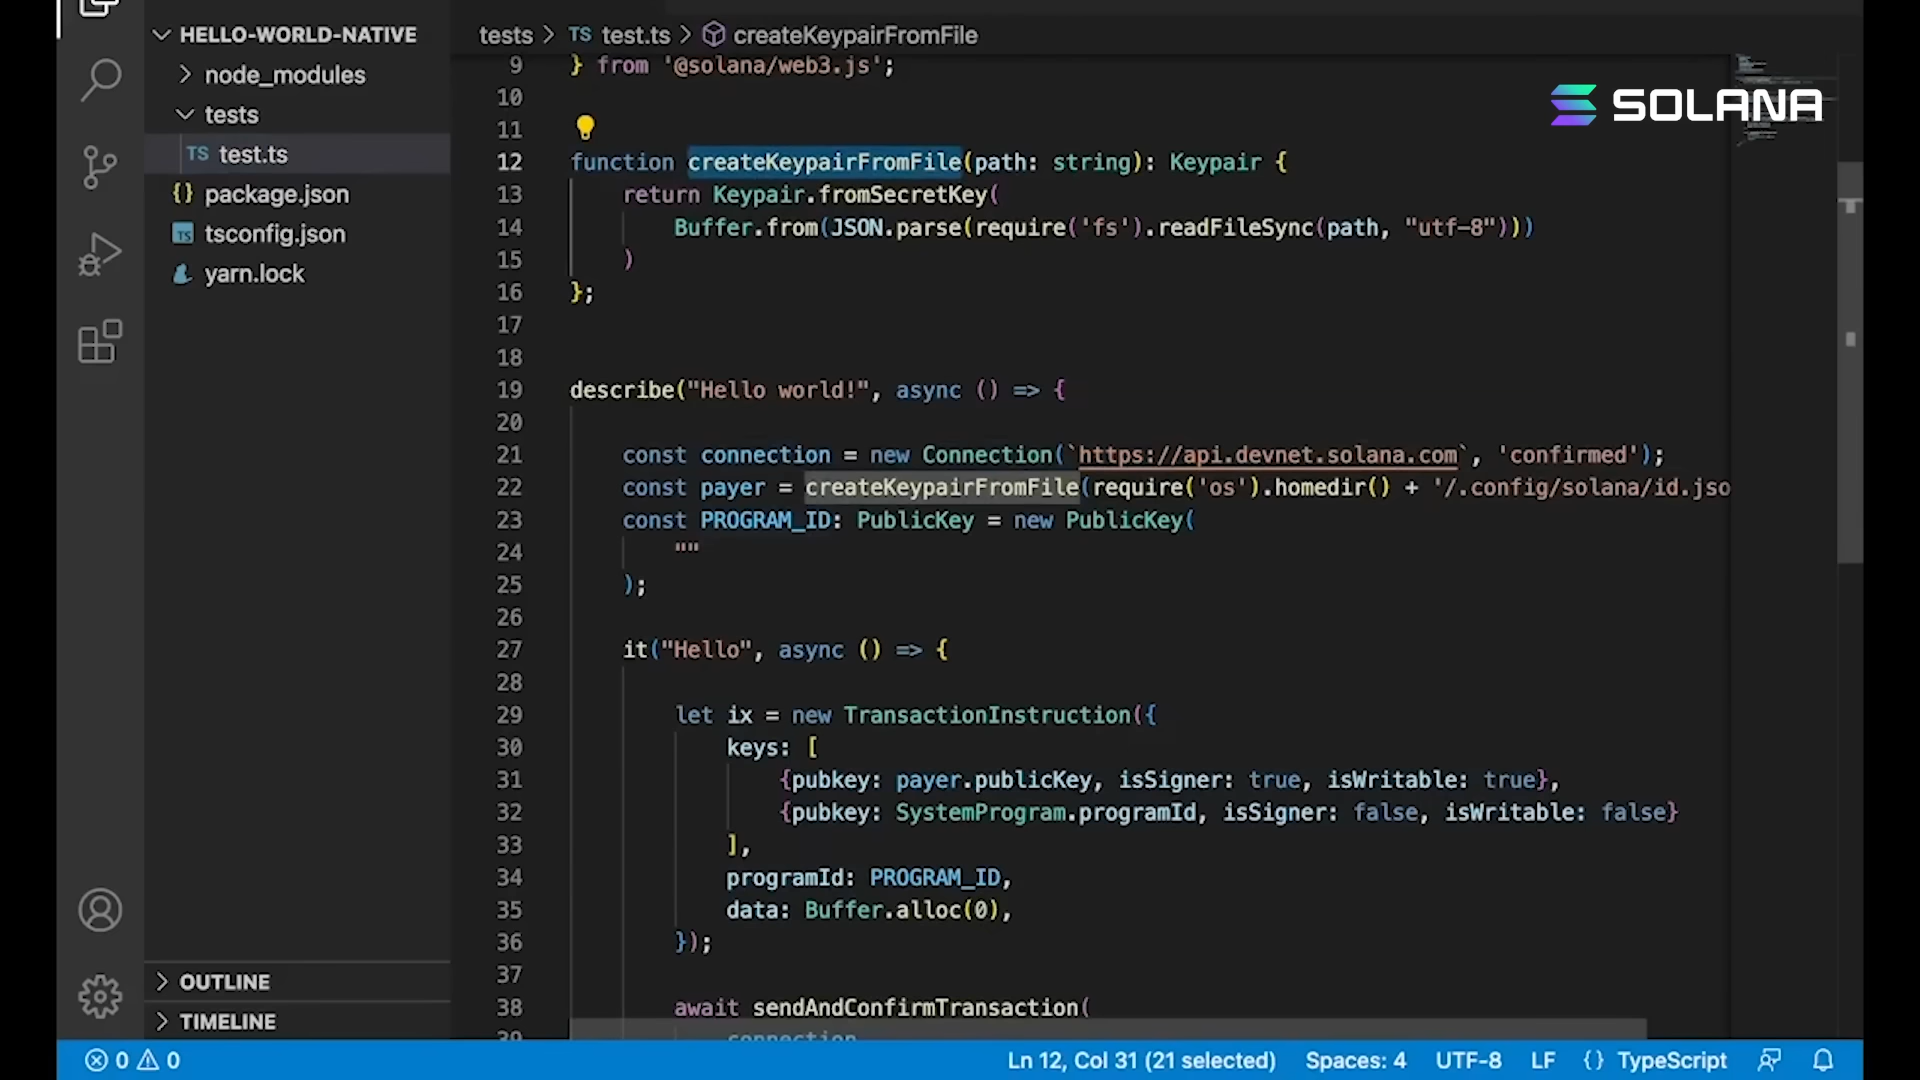 HELLO-WORLD-NATIVE
node_modules
tests
TS test.ts
{} package.json
TS tsconfig.json
yarn.lock
OUTLINE
TIMELINE
tests > TS test.ts > createKeypairFromFile
SOLANA
9 } from '@solana/web3.js';
10
11
12 function createKeypairFromFile(path: string): Keypair {
13 return Keypair.fromSecretKey(
14 Buffer.from(JSON.parse(require('fs').readFileSync(path, "utf-8")))
15 )
16 };
17
18
19 describe("Hello world!", async () => {
20
21 const connection = new Connection(`https://api.devnet.solana.com`, 'confirmed');
22 const payer = createKeypairFromFile(require('os').homedir() + '/.config/solana/id.jso
23 const PROGRAM_ID: PublicKey = new PublicKey(
24 ""
25 );
26
27 it("Hello", async () => {
28
29 let ix = new TransactionInstruction({
30 keys: [
31 {pubkey: payer.publicKey, isSigner: true, isWritable: true},
32 {pubkey: SystemProgram.programId, isSigner: false, isWritable: false}
33 ],
34 programId: PROGRAM_ID,
35 data: Buffer.alloc(0),
36 });
37
38 await sendAndConfirmTransaction(
39 connection
0 0
Ln 12, Col 31 (21 selected) Spaces: 4 UTF-8 LF {} TypeScript